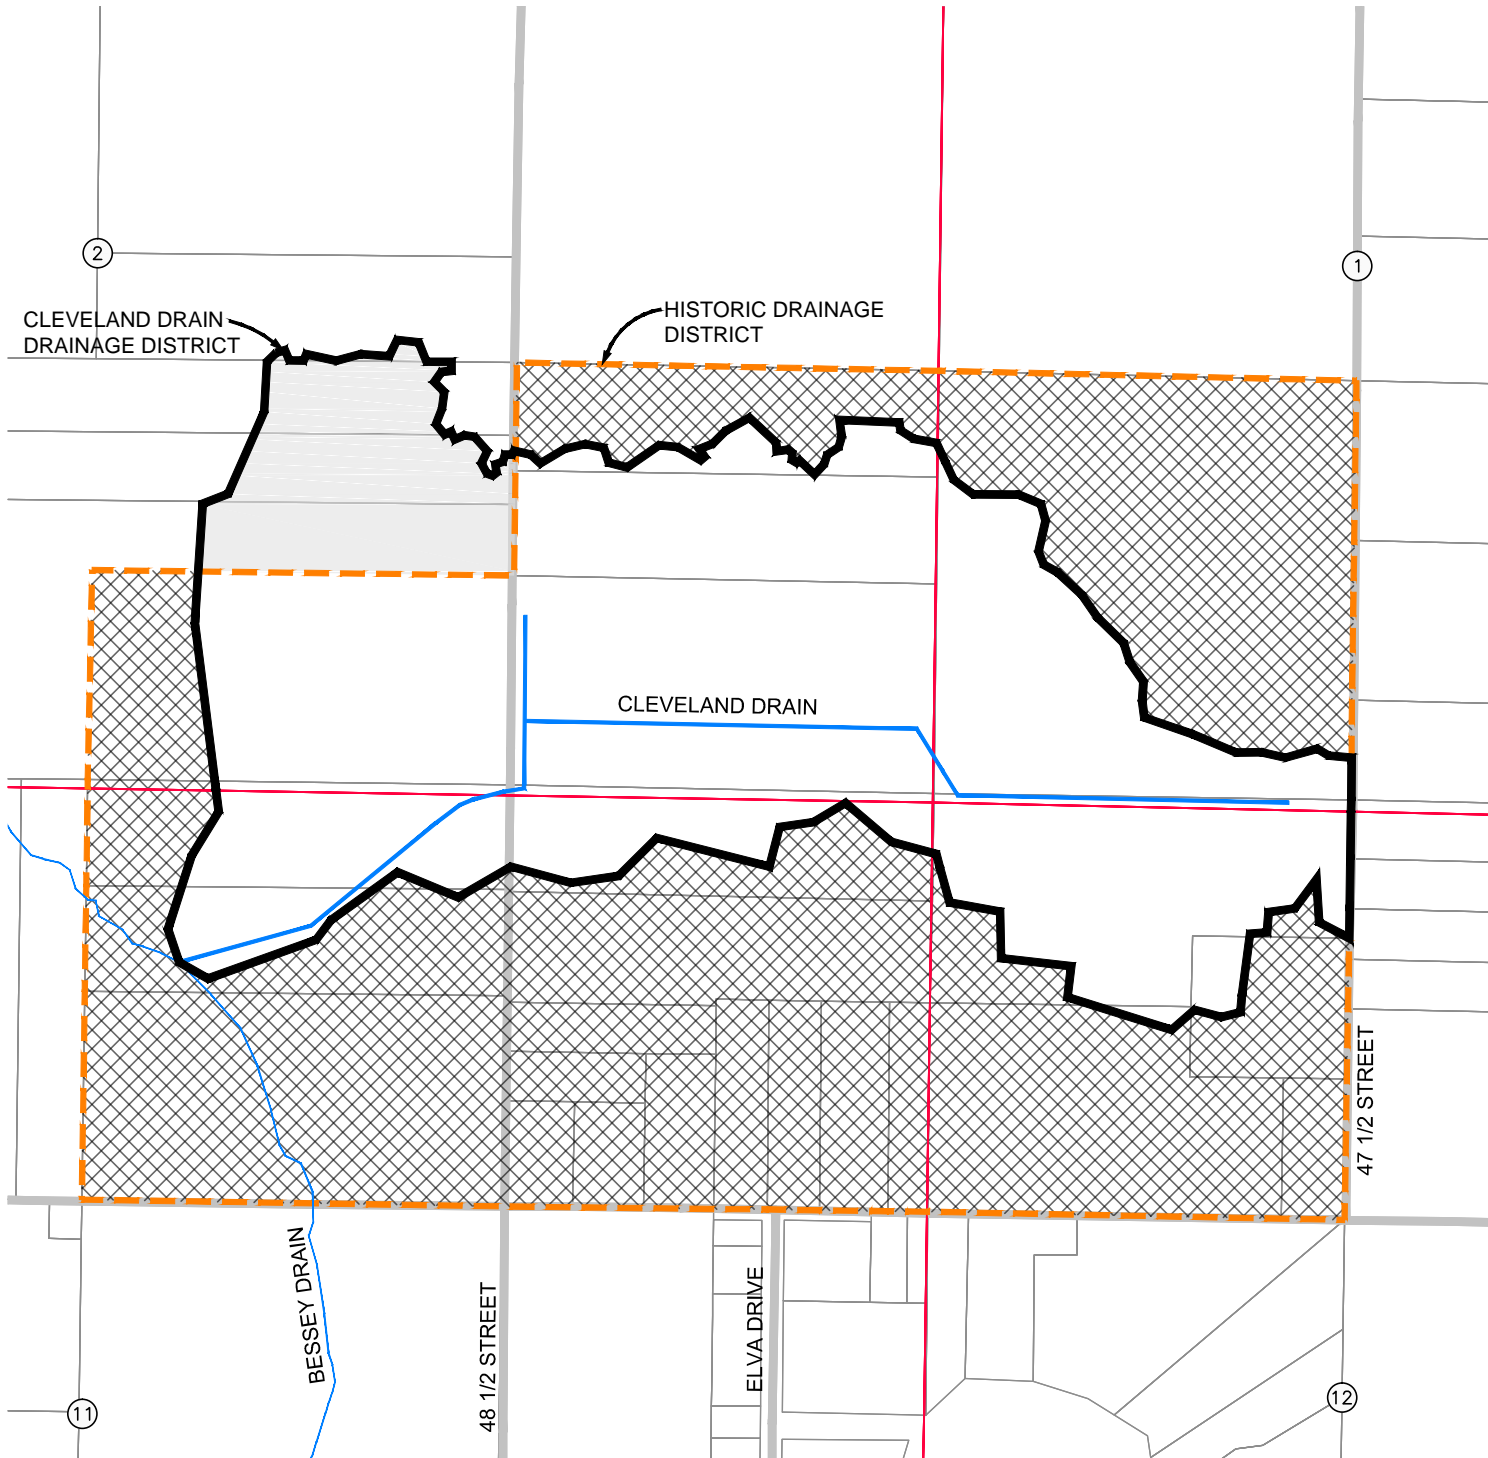 2
1
CLEVELAND DRAIN
DRAINAGE DISTRICT
HISTORIC DRAINAGE
DISTRICT
CLEVELAND DRAIN
47 1/2 STREET
BESSEY DRAIN
48 1/2 STREET
ELVA DRIVE
11
12